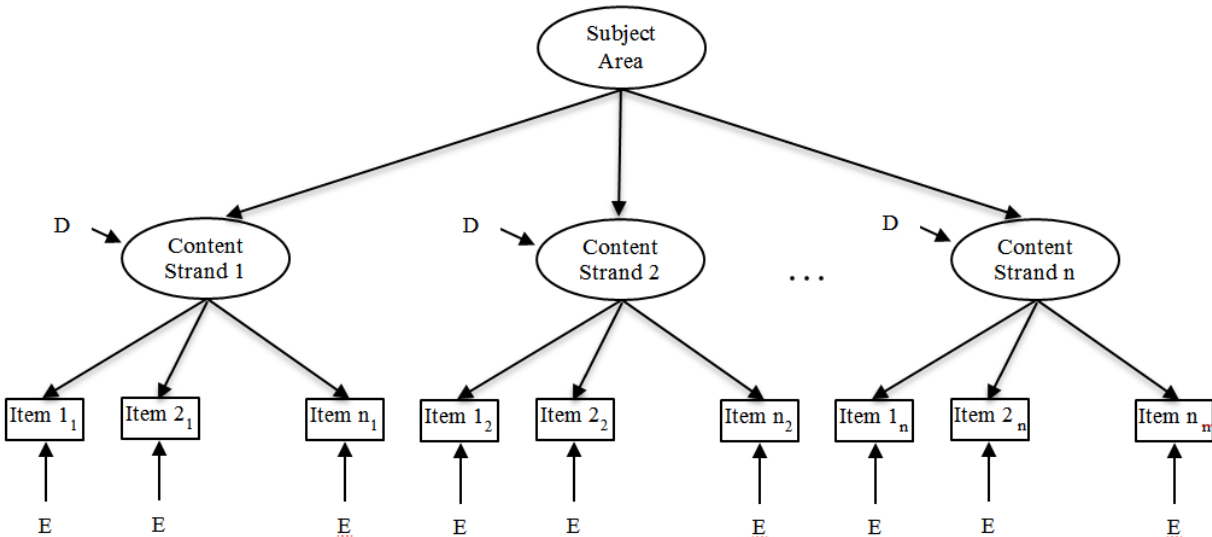 Subject
Area
D
Content
Strand 1
D
Content
Strand 2
...
D
Content
Strand n
Item 1₁
Item 2₁
Item n₁
Item 1₂
Item 2₂
Item n₂
Item 1ₙ
Item 2ₙ
Item nₙ
E
E
E
E
E
E
E
E
E